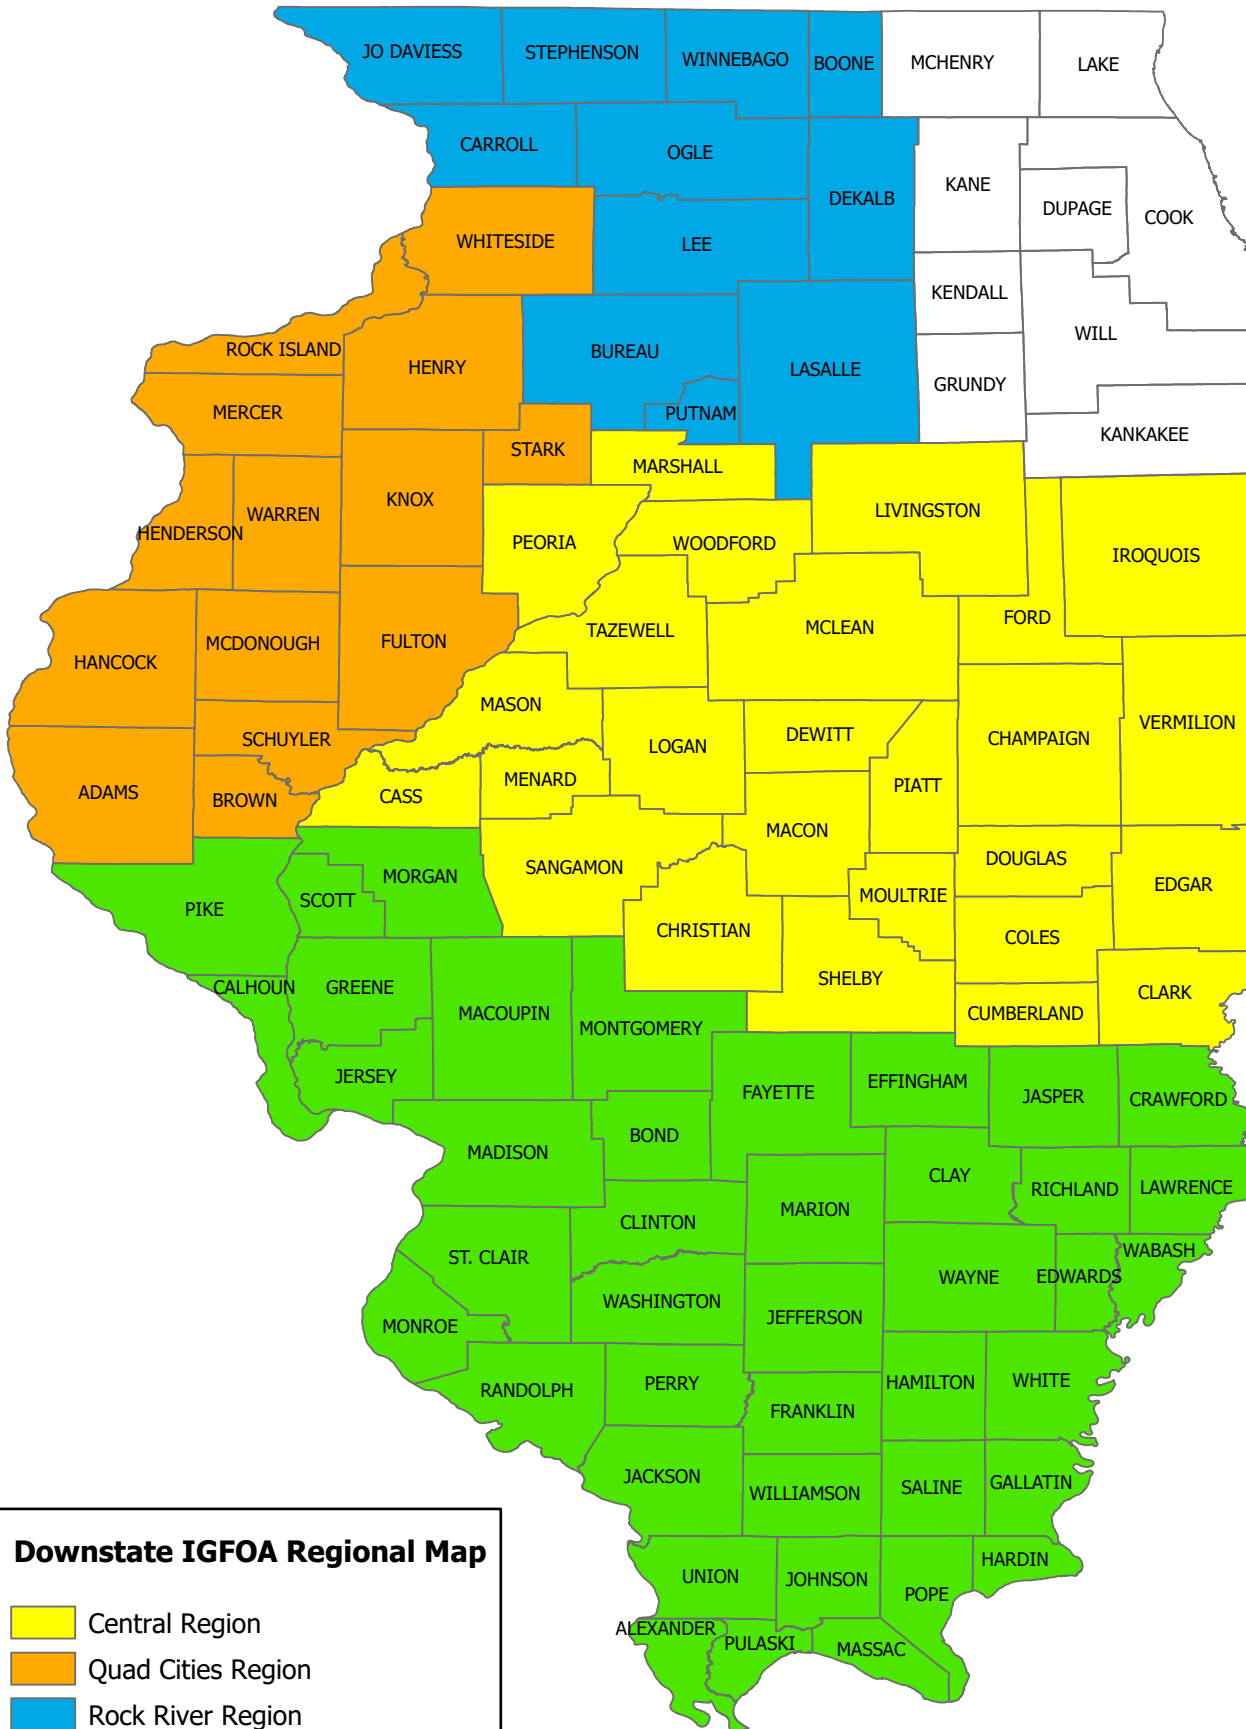 JO DAVIESS
STEPHENSON
WINNEBAGO
BOONE
MCHENRY
LAKE
CARROLL
OGLE
DEKALB
KANE
DUPAGE
COOK
WHITESIDE
LEE
KENDALL
WILL
ROCK ISLAND
HENRY
BUREAU
LASALLE
GRUNDY
MERCER
PUTNAM
KANKAKEE
STARK
MARSHALL
HENDERSON
WARREN
KNOX
PEORIA
WOODFORD
LIVINGSTON
IROQUOIS
HANCOCK
MCDONOUGH
FULTON
TAZEWELL
MCLEAN
FORD
MASON
SCHUYLER
LOGAN
DEWITT
CHAMPAIGN
VERMILION
ADAMS
BROWN
CASS
MENARD
PIATT
MACON
PIKE
SCOTT
MORGAN
SANGAMON
DOUGLAS
EDGAR
MOULTRIE
CHRISTIAN
COLES
CALHOUN
GREENE
MACOUPIN
MONTGOMERY
SHELBY
CUMBERLAND
CLARK
JERSEY
FAYETTE
EFFINGHAM
JASPER
CRAWFORD
MADISON
BOND
CLAY
RICHLAND
LAWRENCE
CLINTON
MARION
ST. CLAIR
WABASH
WAYNE
EDWARDS
MONROE
WASHINGTON
JEFFERSON
RANDOLPH
PERRY
HAMILTON
WHITE
FRANKLIN
JACKSON
WILLIAMSON
SALINE
GALLATIN
HARDIN
UNION
JOHNSON
POPE
ALEXANDER
PULASKI
MASSAC
Downstate IGFOA Regional Map
Central Region
Quad Cities Region
Rock River Region